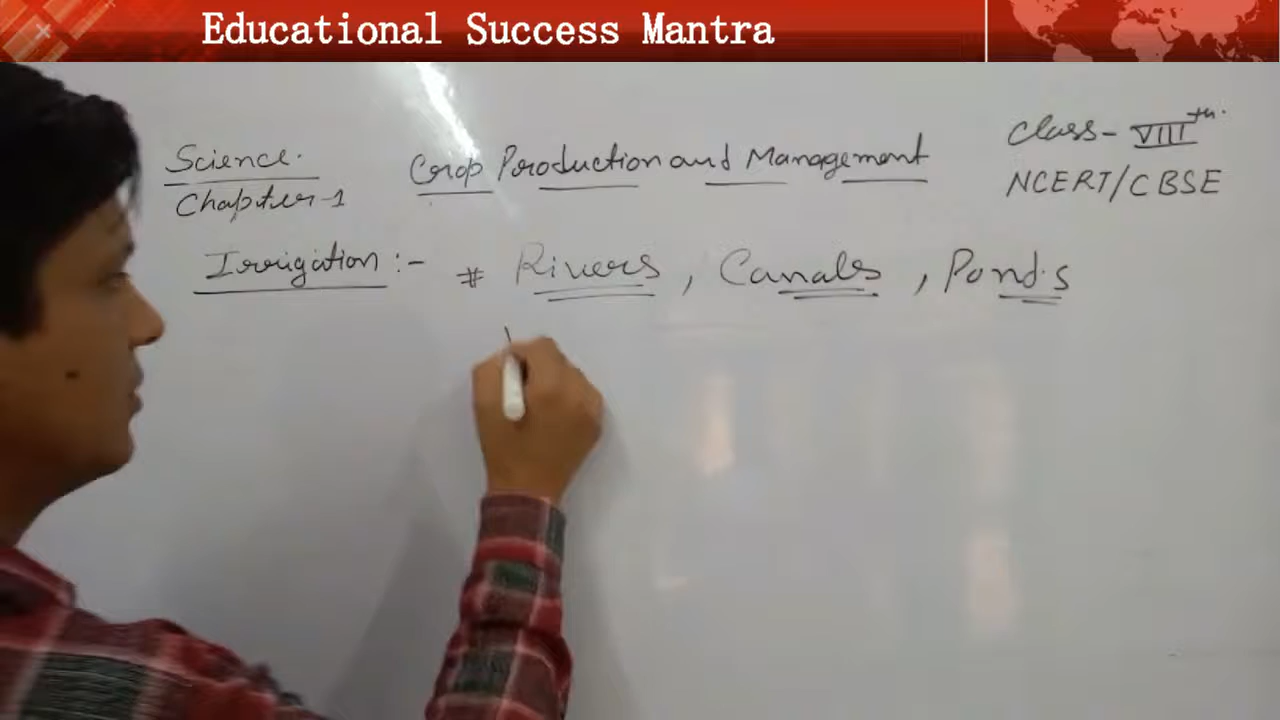 Educational Success Mantra
Science.
Chapter-1
Crop Production and Management
Class- VIIIth.
NCERT/CBSE
Irrigation :- # Rivers, Canals, Ponds